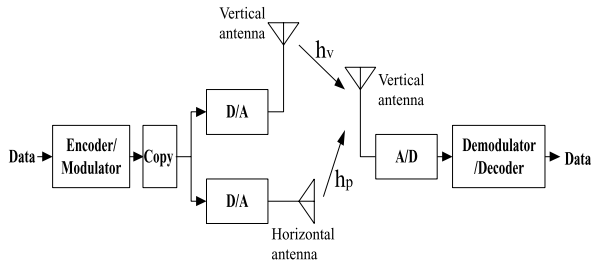 Vertical
antenna
hv
Vertical
antenna
D/A
Data
Encoder/
Modulator
Copy
A/D
Demodulator
/Decoder
Data
D/A
hp
Horizontal
antenna